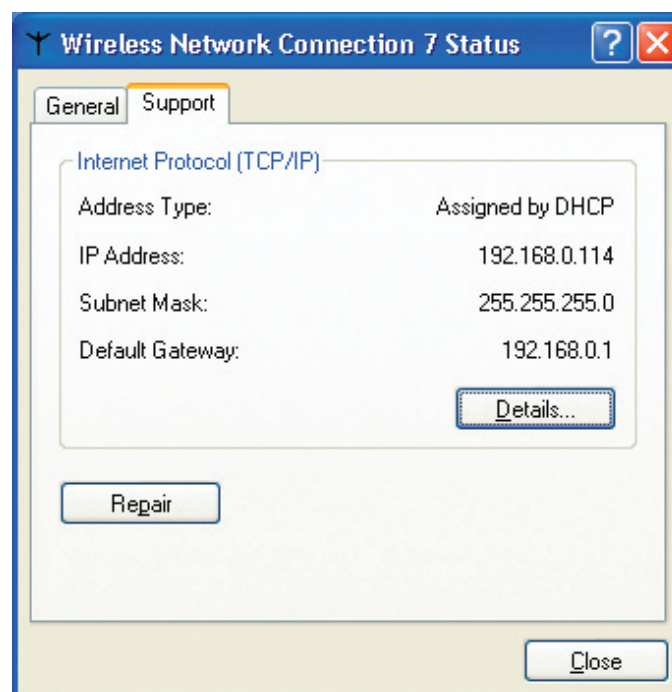 Wireless Network Connection 7 Status
General Support
Internet Protocol (TCP/IP)
Address Type: Assigned by DHCP
IP Address: 192.168.0.114
Subnet Mask: 255.255.255.0
Default Gateway: 192.168.0.1
Details...
Repair
Close